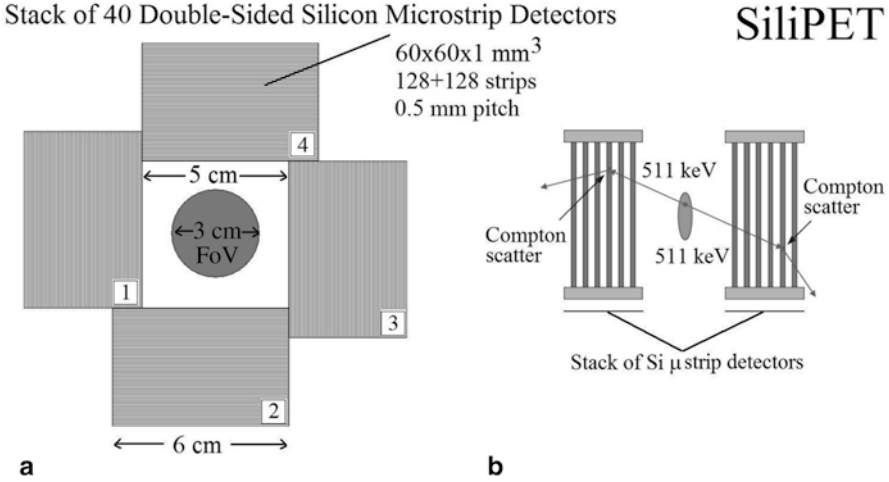 Stack of 40 Double-Sided Silicon Microstrip Detectors
SiliPET
60x60x1 mm3
128+128 strips
0.5 mm pitch
4
5 cm
3 cm
FoV
1
3
2
6 cm
a
511 keV
Compton
scatter
Compton
scatter
511 keV
Stack of Si μ strip detectors
b